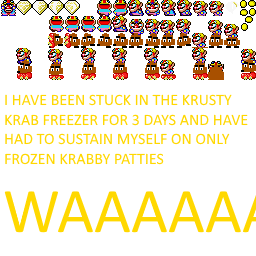 I HAVE BEEN STUCK IN THE KRUSTY
KRAB FREEZER FOR 3 DAYS AND HAVE
HAD TO SUSTAIN MYSELF ON ONLY
FROZEN KRABBY PATTIES
WAAAAAA